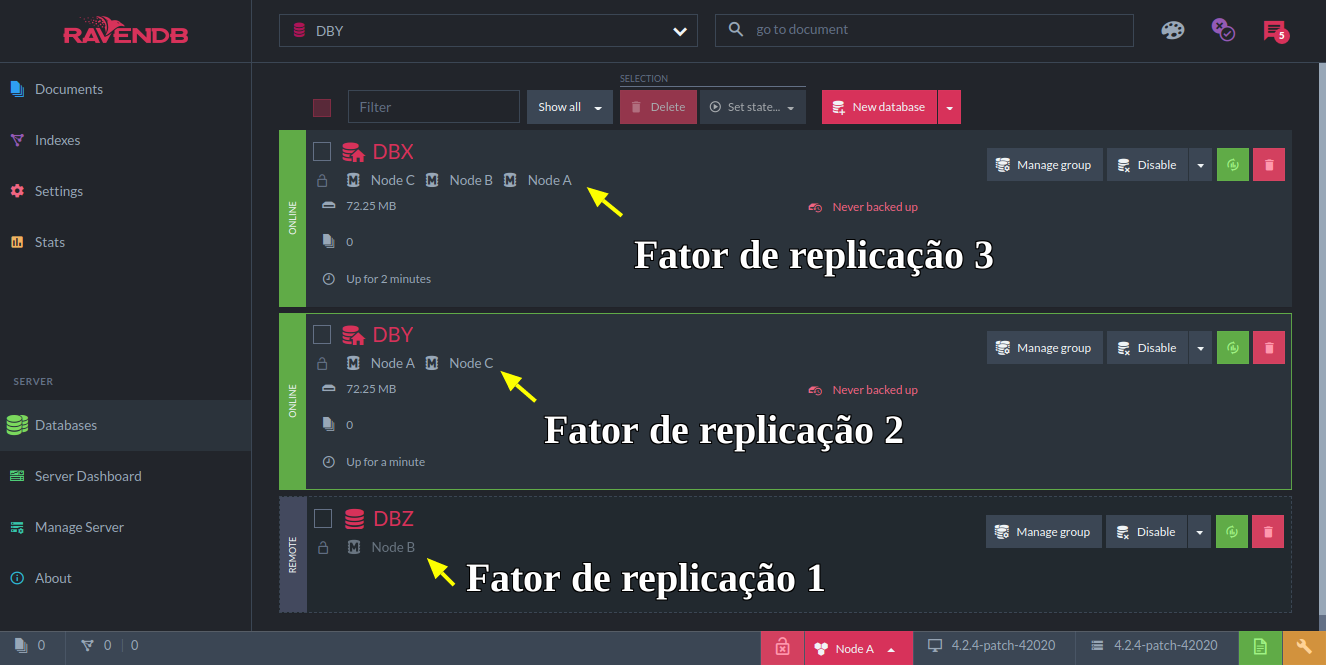 RAVENDB
DBY
go to document
5
Documents
Indexes
Settings
Stats
SERVER
Databases
Server Dashboard
Manage Server
About
SELECTION
Filter
Show all
Delete
Set state...
New database
ONLINE
DBX
Node C Node B Node A
72.25 MB
Never backed up
0
Up for 2 minutes
Manage group
Disable
Fator de replicação 3
ONLINE
DBY
Node A Node C
72.25 MB
Never backed up
0
Up for a minute
Manage group
Disable
Fator de replicação 2
REMOTE
DBZ
Node B
Manage group
Disable
Fator de replicação 1
0 0 0
Node A
4.2.4-patch-42020
4.2.4-patch-42020